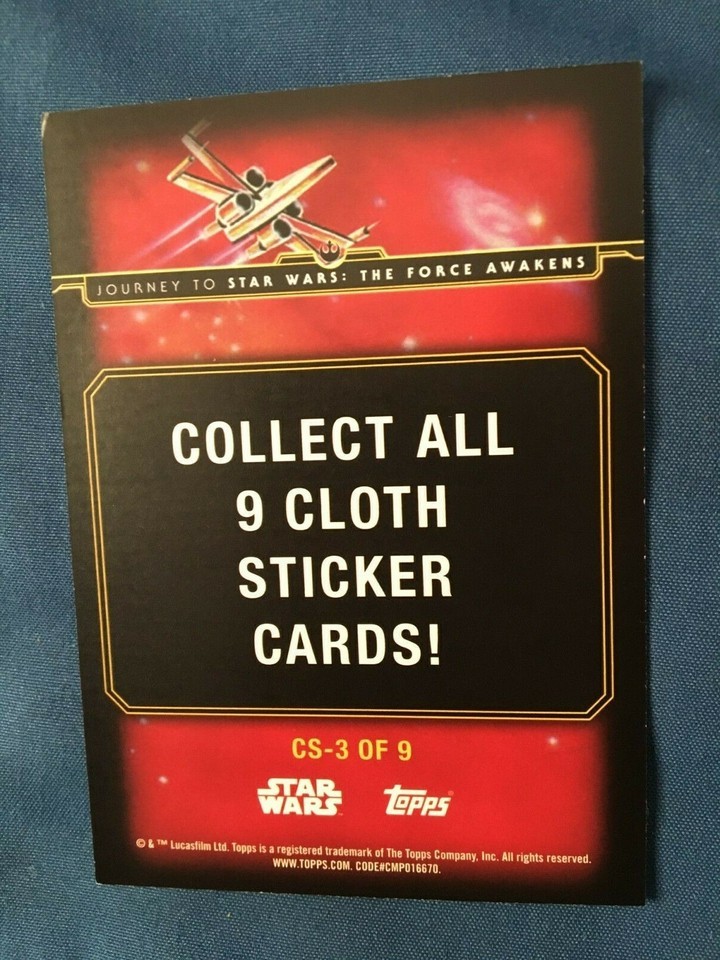 JOURNEY TO STAR WARS: THE FORCE AWAKENS
COLLECT ALL
9 CLOTH
STICKER
CARDS!
CS-3 OF 9
STAR
WARS
topps
© & ™ Lucasfilm Ltd. Topps is a registered trademark of The Topps Company, Inc. All rights reserved.
WWW.TOPPS.COM. CODE#CMP016670.